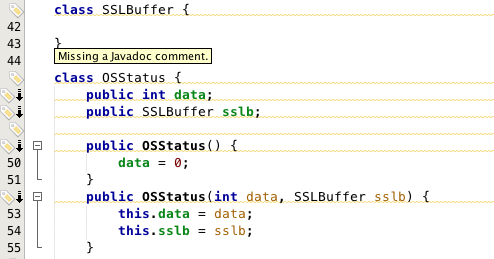 class SSLBuffer {
42
43 }
44 Missing a Javadoc comment.
class OSStatus {
public int data;
public SSLBuffer sslb;
public OSStatus() {
50 data = 0;
51 }
public OSStatus(int data, SSLBuffer sslb) {
53 this.data = data;
54 this.sslb = sslb;
55 }